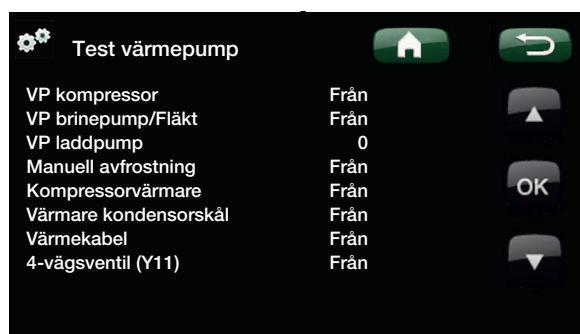 Test värmepump
VP kompressor Från
VP brinepump/Fläkt Från
VP laddpump 0
Manuell avfrostning Från
Kompressorvärmare Från
Värmare kondensorskål Från
Värmekabel Från
4-vägsventil (Y11) Från
OK